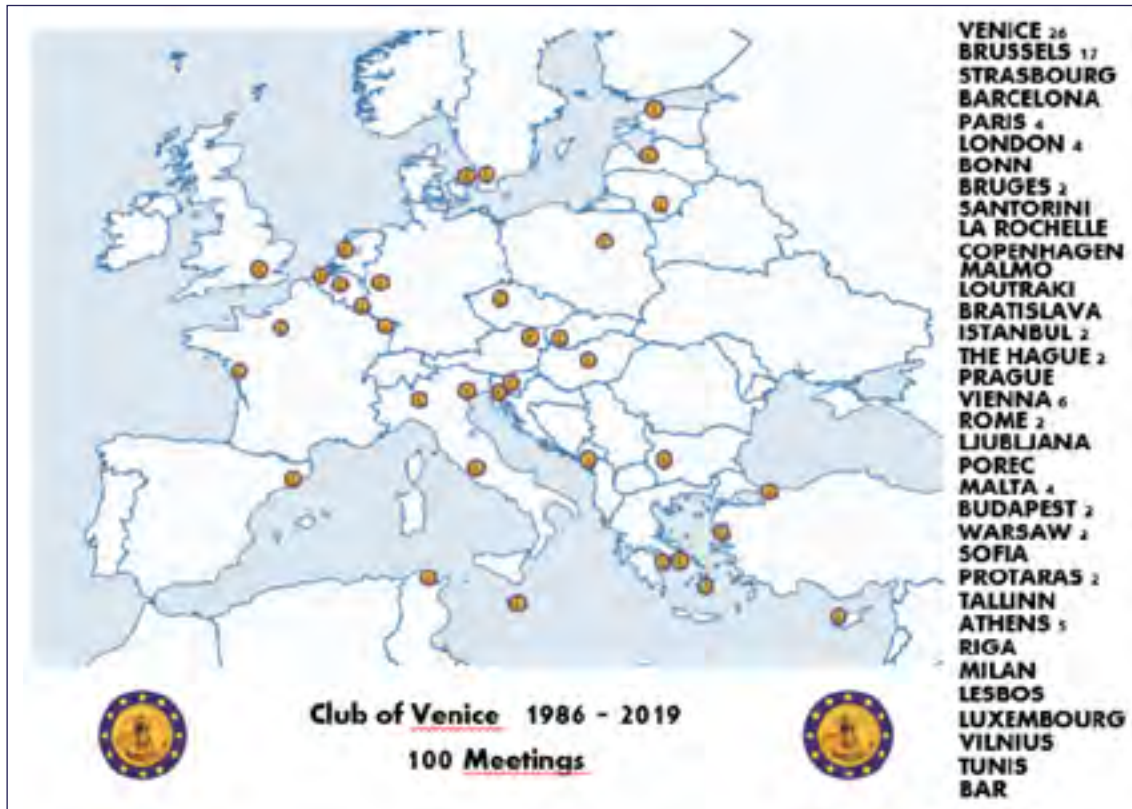 VENICE 26
BRUSSELS 17
STRASBOURG
BARCELONA
PARIS 4
LONDON 4
BONN
BRUGES 2
SANTORINI
LA ROCHELLE
COPENHAGEN
MALMO
LOUTRAKI
BRATISLAVA
ISTANBUL 2
THE HAGUE 2
PRAGUE
VIENNA 6
ROME 2
LJUBLJANA
POREC
MALTA 4
BUDAPEST 2
WARSAW 2
SOFIA
PROTARAS 2
TALLINN
ATHENS 5
RIGA
MILAN
LESBOS
LUXEMBOURG
VILNIUS
TUNIS
BAR
Club of Venice 1986 - 2019
100 Meetings